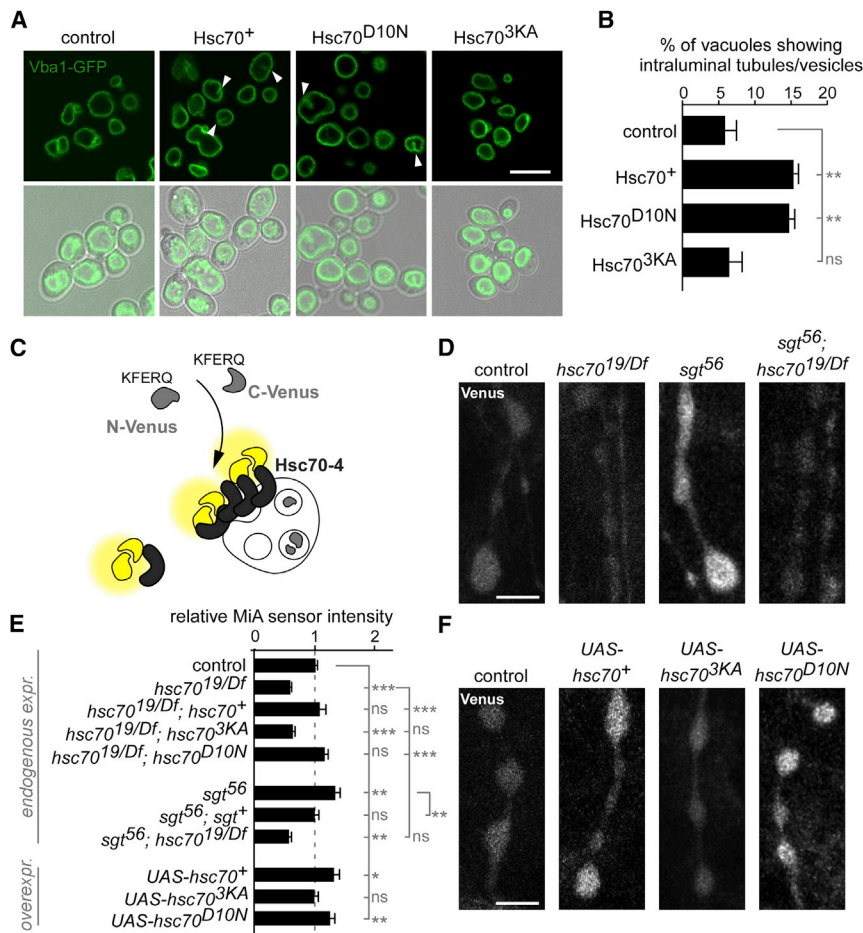 A
control
Hsc70+
Hsc70D10N
Hsc703KA
Vba1-GFP
B
% of vacuoles showing
intraluminal tubules/vesicles
0 5 10 15 20
control
Hsc70+ **
Hsc70D10N **
Hsc703KA ns
C
KFERQ
KFERQ
C-Venus
N-Venus
Hsc70-4
D
control
hsc7019/Df
sgt56
sgt56;
hsc7019/Df
Venus
E
relative MiA sensor intensity
0 1 2
endogenous expr.
control
hsc7019/Df ***
hsc7019/Df; hsc70+ ns ***
hsc7019/Df; hsc703KA *** ns
hsc7019/Df; hsc70D10N ns ***
sgt56 **
sgt56; sgt+ ns **
sgt56; hsc7019/Df ** ns
overexpr.
UAS-hsc70+ *
UAS-hsc703KA ns
UAS-hsc70D10N **
F
control
UAS-
hsc70+
UAS-
hsc703KA
UAS-
hsc70D10N
Venus